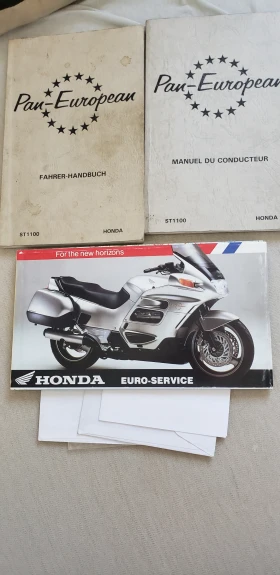 Pan-European
FAHRER-HANDBUCH
ST1100 HONDA
Pan-European
MANUEL DU CONDUCTEUR
ST1100 HONDA
For the new horizons
HONDA EURO-SERVICE